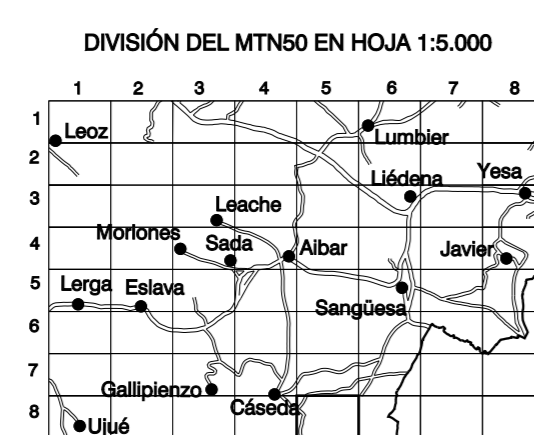 DIVISIÓN DEL MTN50 EN HOJA 1:5.000
1 2 3 4 5 6 7 8
1
Leoz
Lumbier
2
Liédena
Yesa
3
Leache
Moriones
Sada
Aibar
Javier
4
5
Lerga
Eslava
Sangüesa
6
7
Gallipienzo
Cáseda
8
Ujué